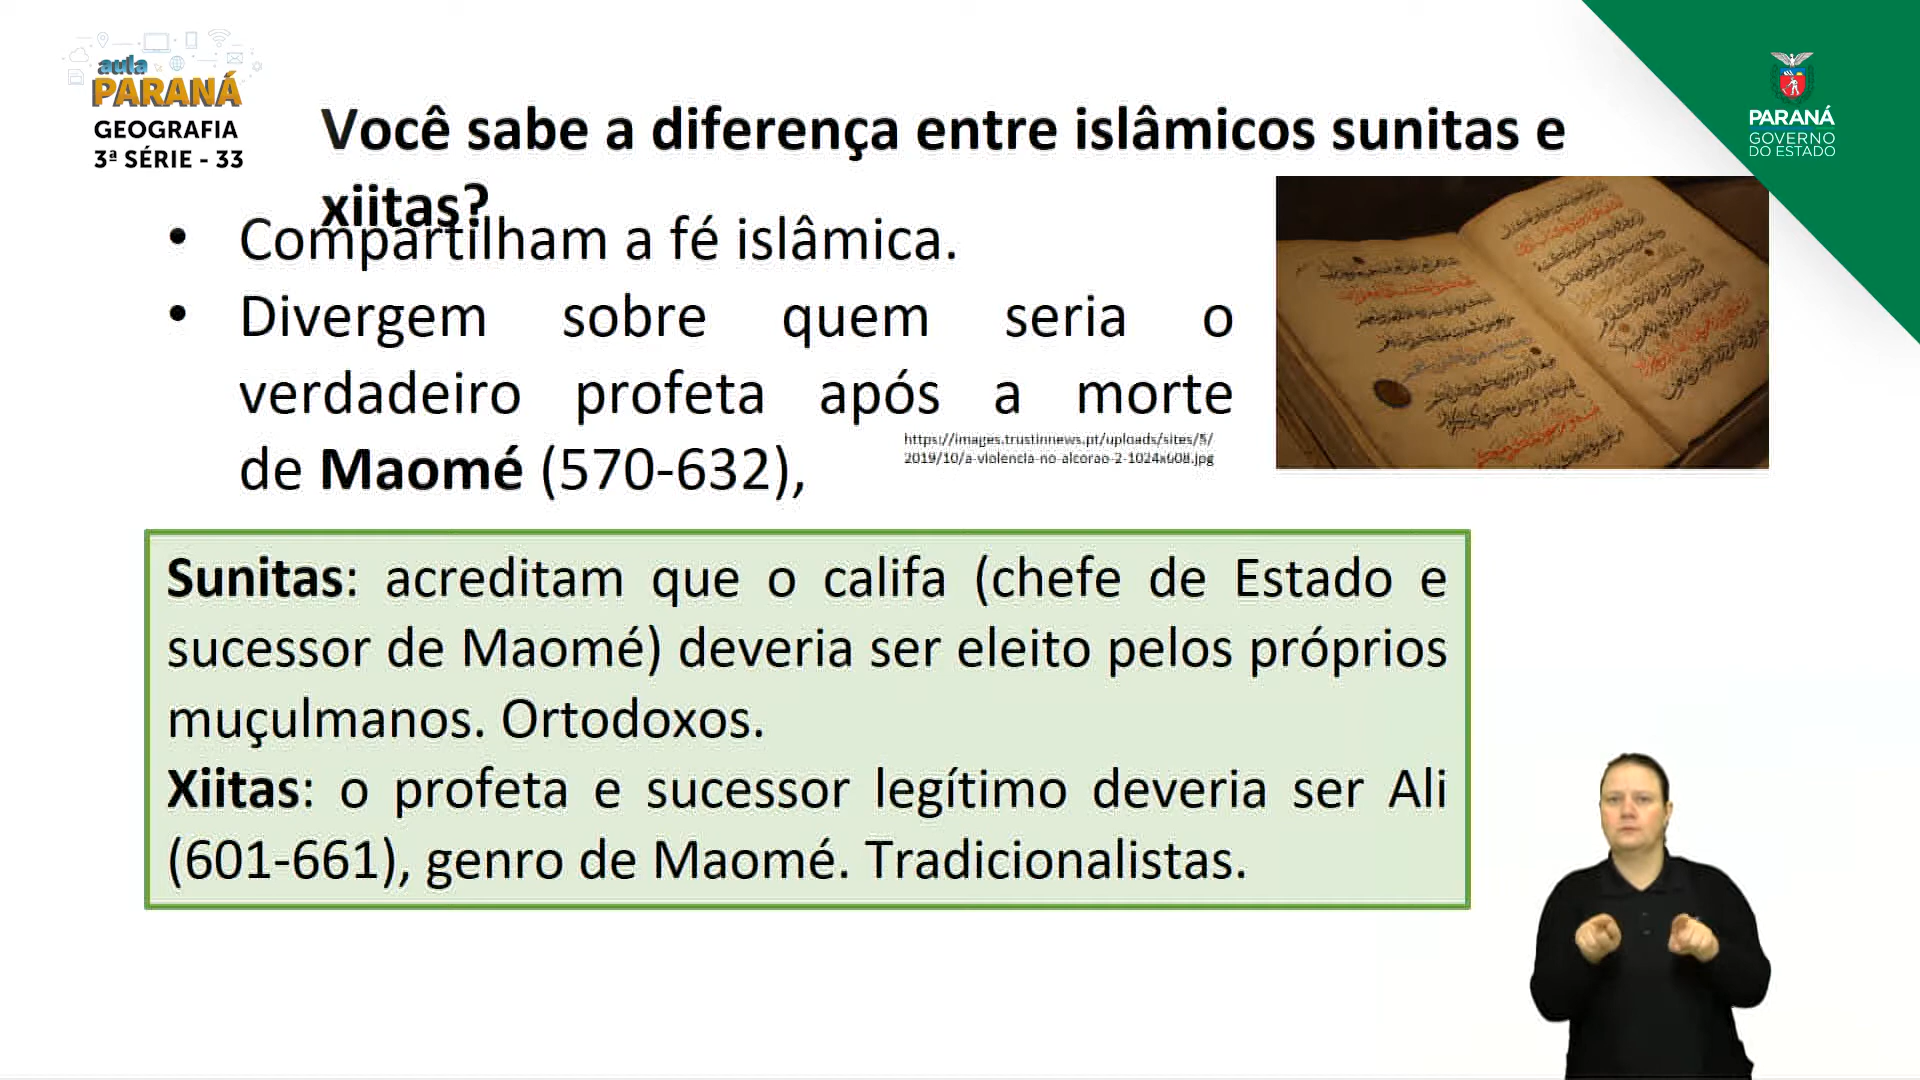 aula
PARANÁ
GEOGRAFIA
3ª SÉRIE - 33
PARANÁ
GOVERNO
DO ESTADO
Você sabe a diferença entre islâmicos sunitas e
xiitas?
• Compartilham a fé islâmica.
• Divergem sobre quem seria o
verdadeiro profeta após a morte
de Maomé (570-632),
https://images.trustinnews.pt/uploads/sites/5/
2019/10/a-violencia-no-alcorao-2-1024x608.jpg
Sunitas: acreditam que o califa (chefe de Estado e
sucessor de Maomé) deveria ser eleito pelos próprios
muçulmanos. Ortodoxos.
Xiitas: o profeta e sucessor legítimo deveria ser Ali
(601-661), genro de Maomé. Tradicionalistas.